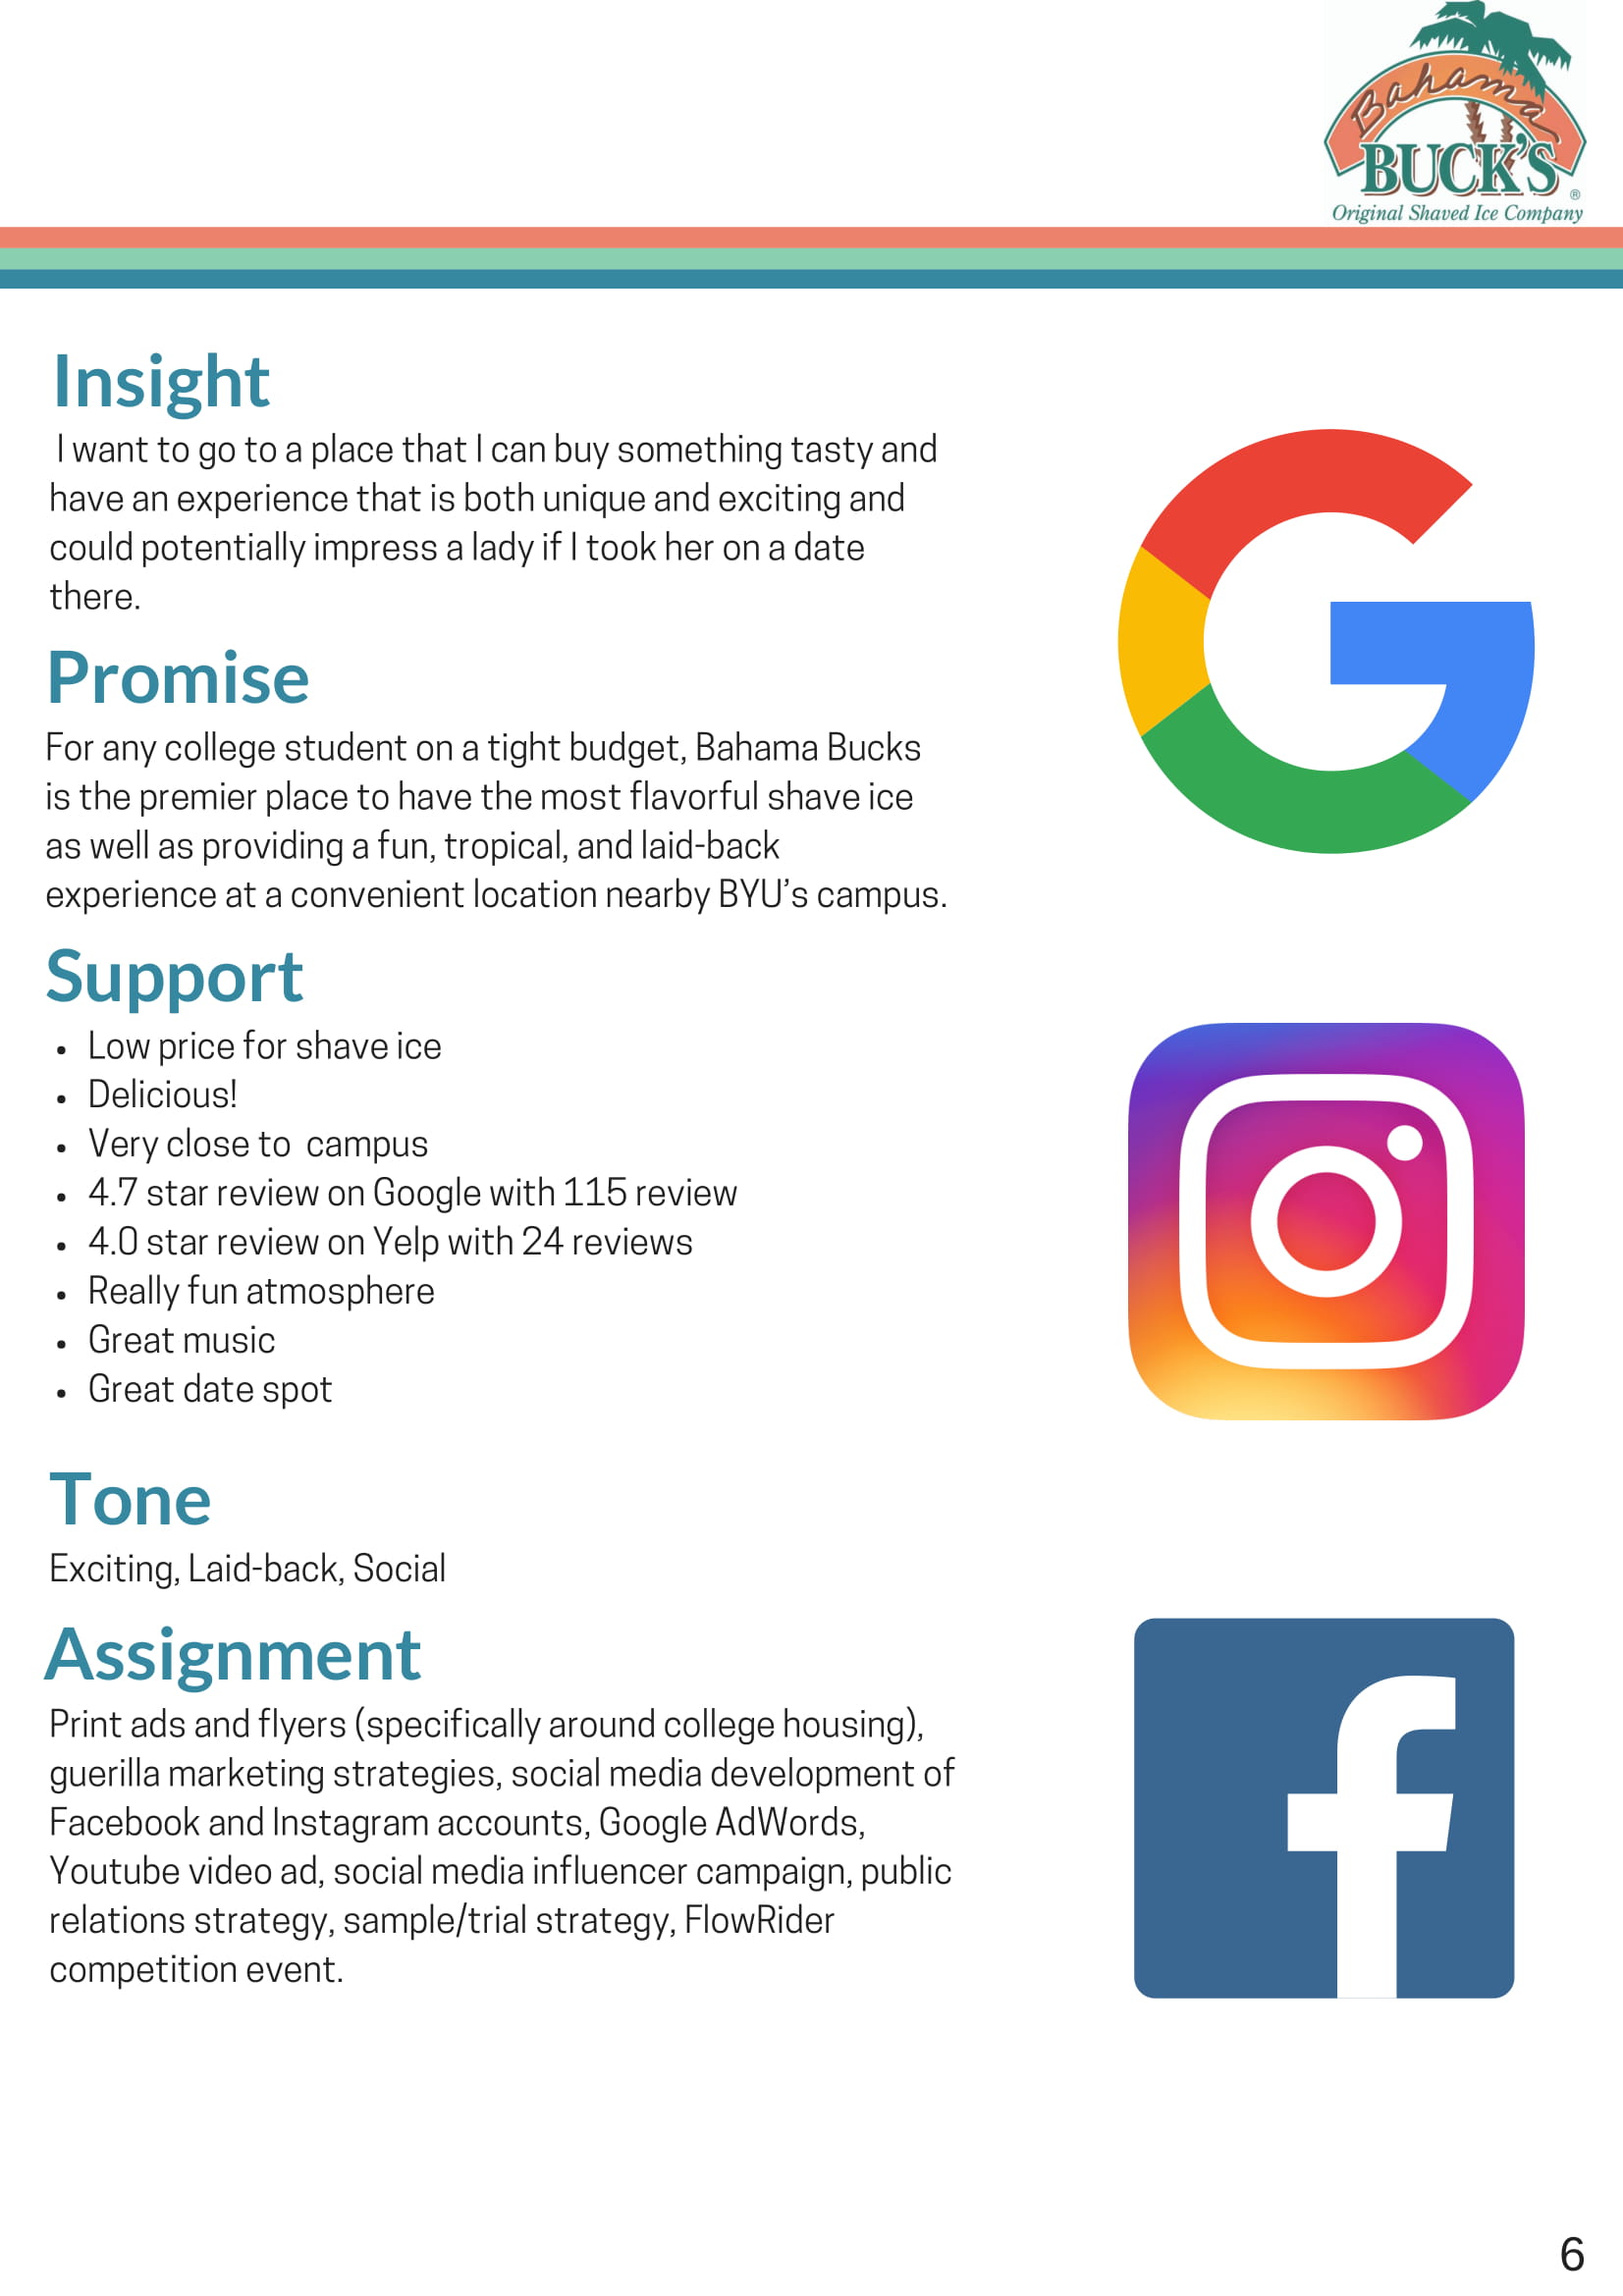 Bahama
BUCK'S
®
Original Shaved Ice Company
Insight
I want to go to a place that I can buy something tasty and
have an experience that is both unique and exciting and
could potentially impress a lady if I took her on a date
there.
Promise
For any college student on a tight budget, Bahama Bucks
is the premier place to have the most flavorful shave ice
as well as providing a fun, tropical, and laid-back
experience at a convenient location nearby BYU’s campus.
Support
• Low price for shave ice
• Delicious!
• Very close to  campus
• 4.7 star review on Google with 115 review
• 4.0 star review on Yelp with 24 reviews
• Really fun atmosphere
• Great music
• Great date spot
Tone
Exciting, Laid-back, Social
Assignment
Print ads and flyers (specifically around college housing),
guerilla marketing strategies, social media development of
Facebook and Instagram accounts, Google AdWords,
Youtube video ad, social media influencer campaign, public
relations strategy, sample/trial strategy, FlowRider
competition event.
6